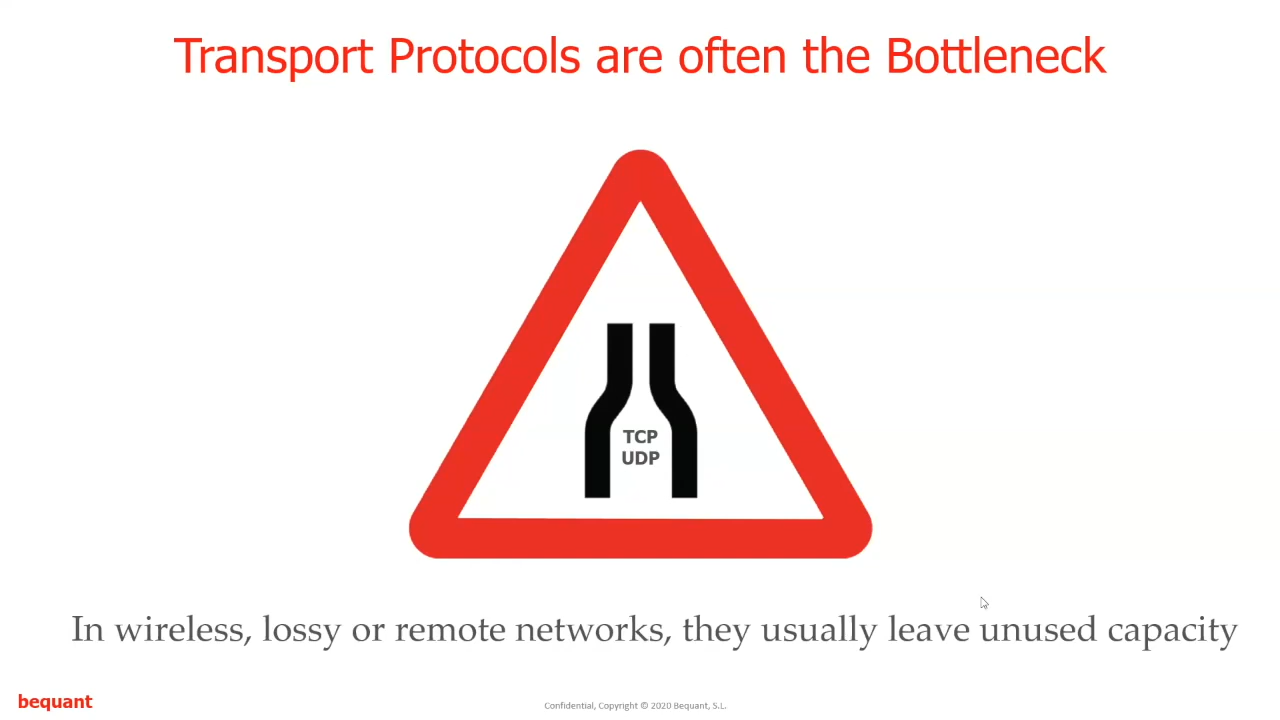 Transport Protocols are often the Bottleneck
TCP
UDP
In wireless, lossy or remote networks, they usually leave unused capacity
bequant
Confidential, Copyright © 2020 Bequant, S.L.